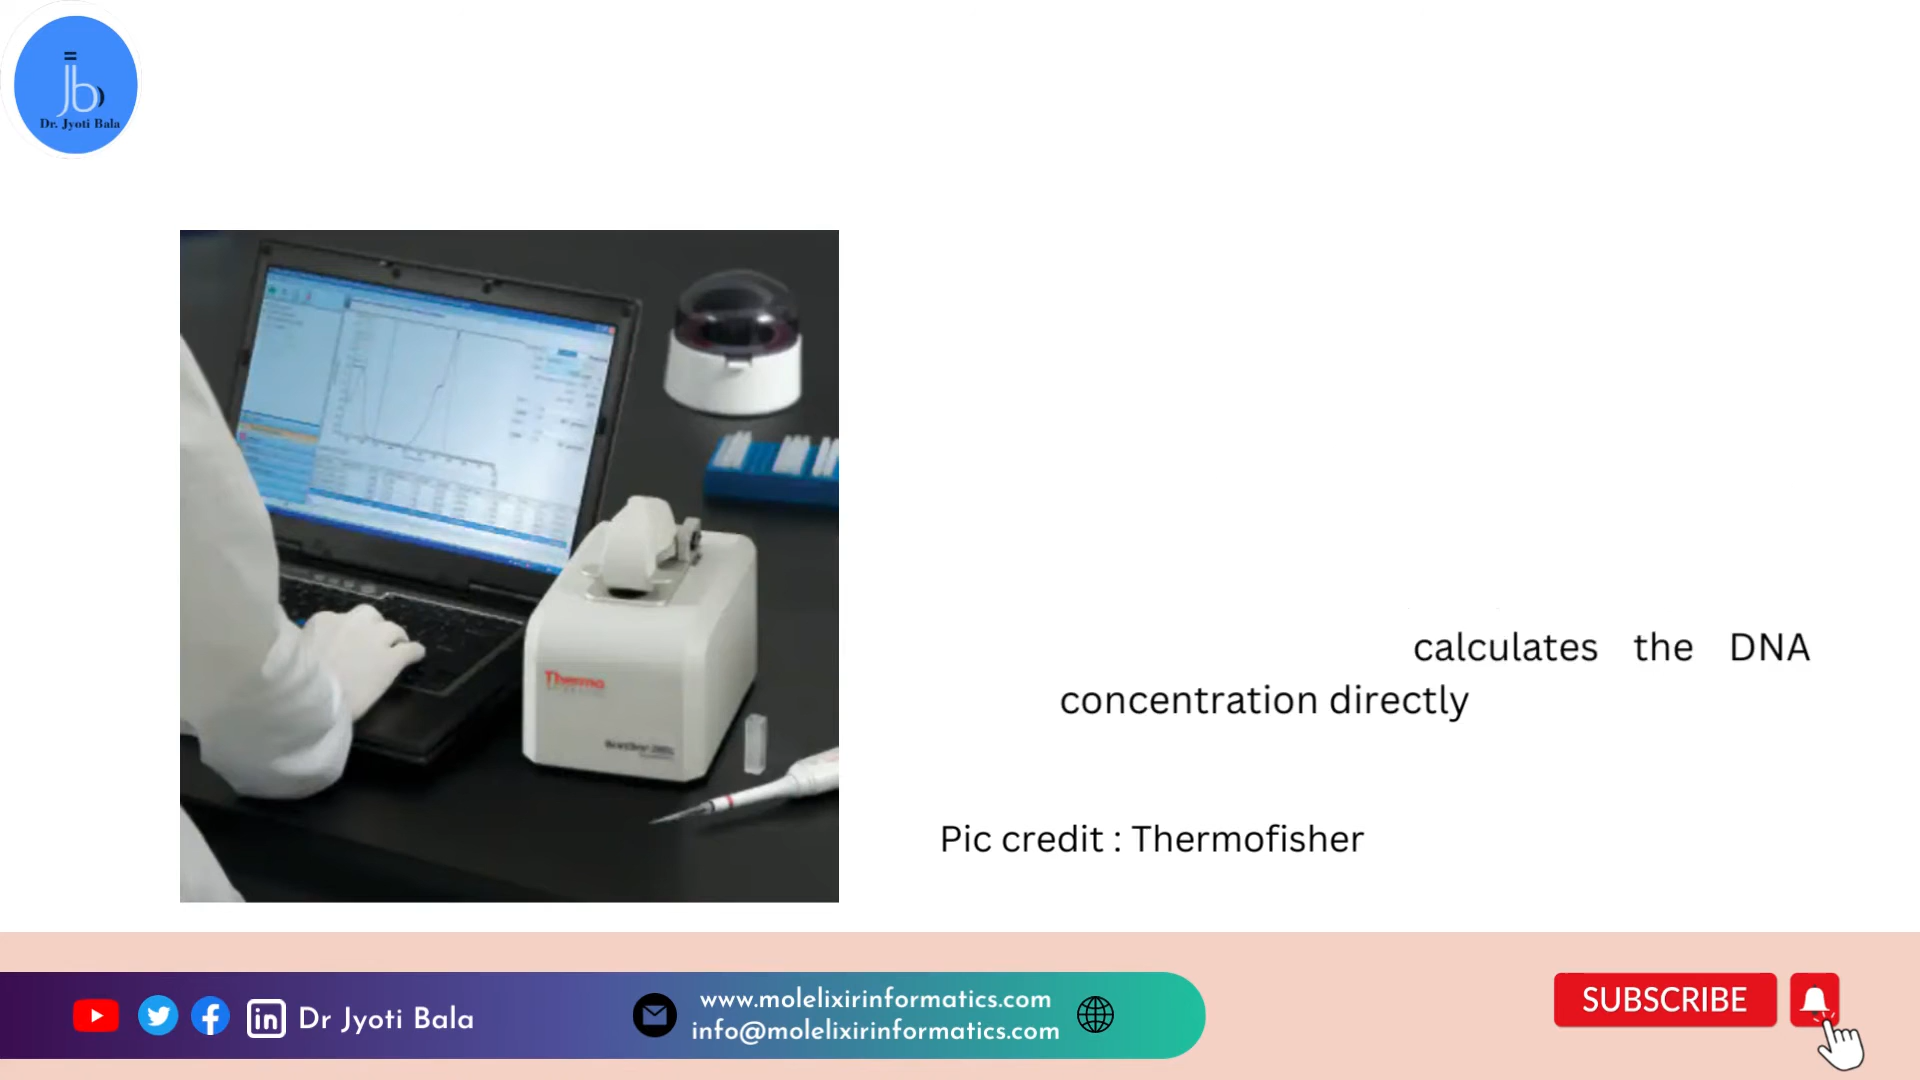 Dr. Jyoti Bala
Thermo
calculates the DNA
concentration directly
Pic credit : Thermofisher
Dr Jyoti Bala
www.molelixirinformatics.com
info@molelixirinformatics.com
SUBSCRIBE